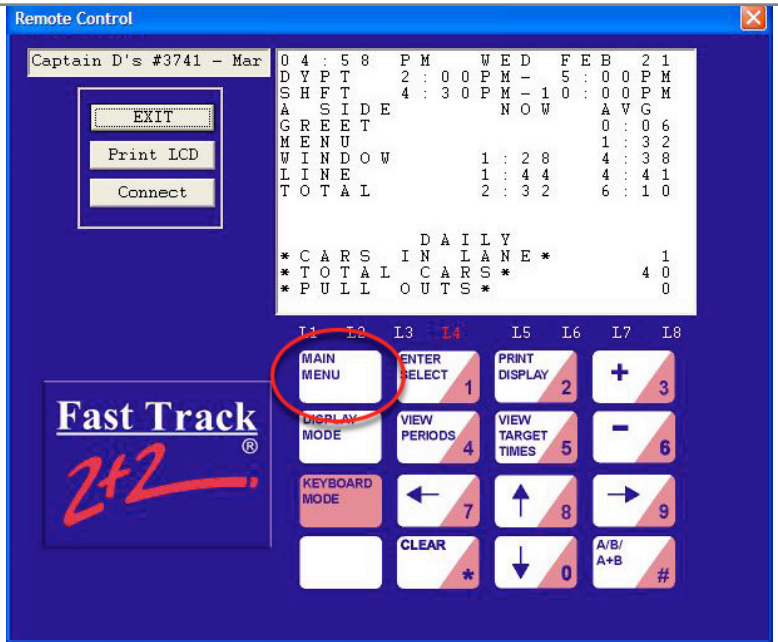 Remote Control
Captain D's #3741 - Mar
EXIT
Print LCD
Connect
04:58 PM WED FEB 21
DYPT 2:00PM- 5:00PM
SHFT 4:30PM-10:00PM
A SIDE NOW AVG
GREET 0:06
MENU 1:32
WINDOW 1:28 4:38
LINE 1:44 4:41
TOTAL 2:32 6:10
DAILY
*CARS IN LANE* 1
*TOTAL CARS* 40
*PULL OUTS* 0
L1 L2 L3 L4 L5 L6 L7 L8
MAIN MENU
ENTER SELECT 1
PRINT DISPLAY 2
+ 3
DISPLAY MODE
VIEW PERIODS 4
VIEW TARGET TIMES 5
- 6
KEYBOARD MODE
← 7
↑ 8
→ 9
CLEAR *
↓ 0
A/B/ A+B #
Fast Track
®
2+2